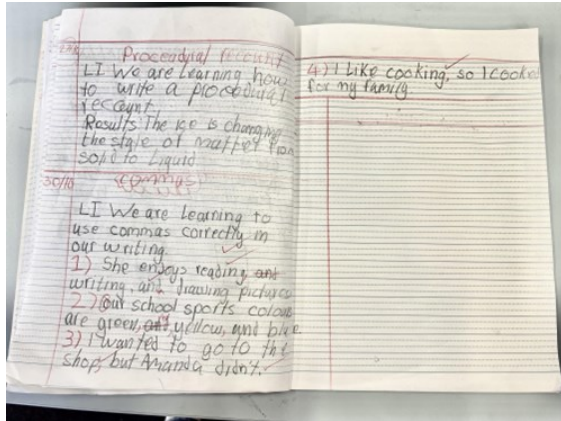 Procedural recount
LI We are learning how
to write a procedural
reccount.
Results: The ice is changing
the state of matter from
solid to Liquid.
30/10
commas
LI We are Learning to
use commas correctly in
our writing.
1) She enjoys reading and
writing, and drawing pictures
2) Our school sports colours
are green, and yellow, and blue.
3) I wanted to go to the
shop, but Amanda didn't.
4) I Like cooking, so I cooked
for my family